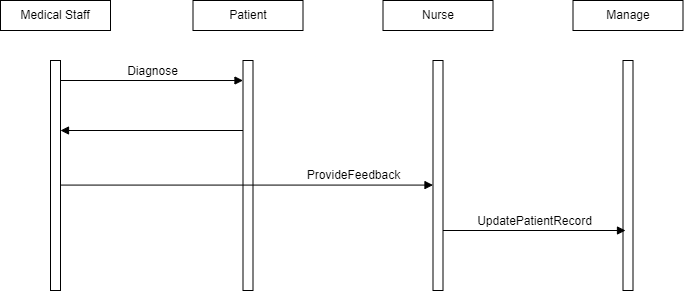 Medical Staff
Patient
Nurse
Manage
Diagnose
ProvideFeedback
UpdatePatientRecord